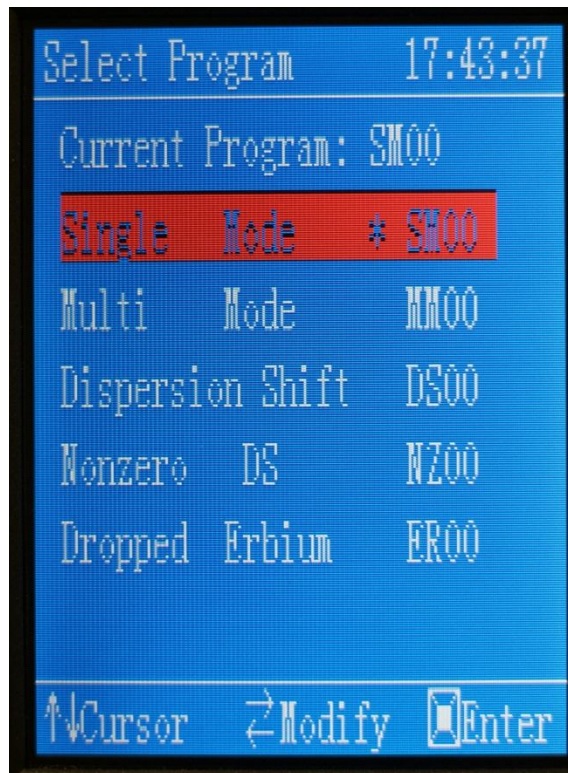 Select Program 17:43:37
Current Program: SM00
Single Mode * SM00
Multi Mode MM00
Dispersion Shift DS00
Nonzero DS NZ00
Dropped Erbium ER00
↑↓Cursor ⇄Modify Enter